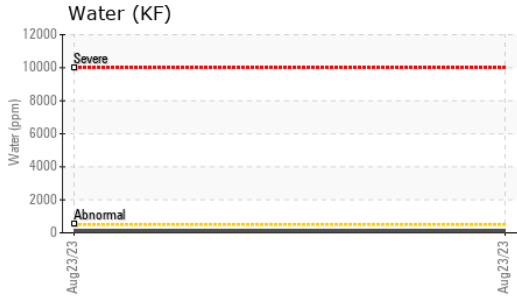 Water (KF)
12000
Severe
10000
8000
6000
4000
2000
Abnormal
0
Water (ppm)
Aug23/23
Aug23/23